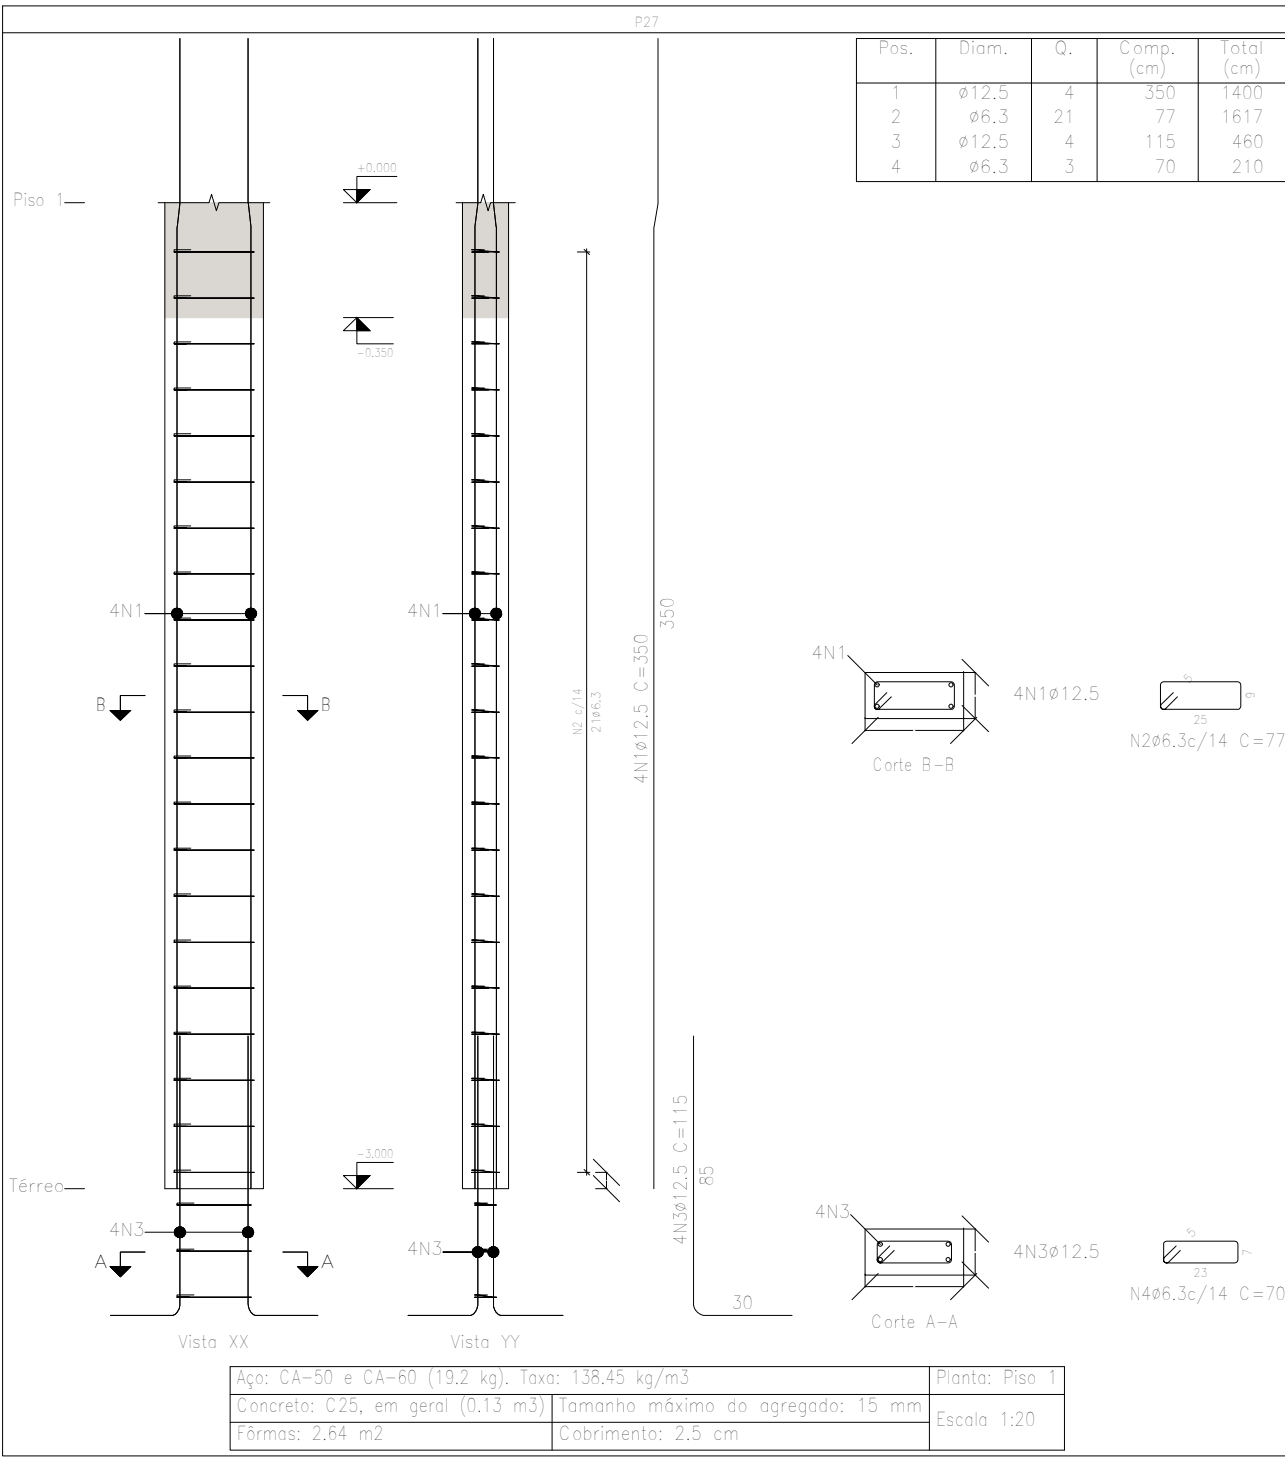 P27
Pos. Diam. Q. Comp. (cm) Total (cm)
1 ø12.5 4 350 1400
2 ø6.3 21 77 1617
3 ø12.5 4 115 460
4 ø6.3 3 70 210
Piso 1
+0.000
-0.350
4N1
4N1
B
B
N2 c/14
21ø6.3
4N1ø12.5 C=350
350
4N1
4N1ø12.5
Corte B-B
5
9
25
N2ø6.3c/14 C=77
-3.000
Térreo
4N3
4N3
A
A
4N3ø12.5 C=115
85
30
4N3
4N3ø12.5
Corte A-A
5
7
23
N4ø6.3c/14 C=70
Vista XX
Vista YY
Aço: CA-50 e CA-60 (19.2 kg). Taxa: 138.45 kg/m3
Planta: Piso 1
Concreto: C25, em geral (0.13 m3)
Tamanho máximo do agregado: 15 mm
Escala 1:20
Fôrmas: 2.64 m2
Cobrimento: 2.5 cm